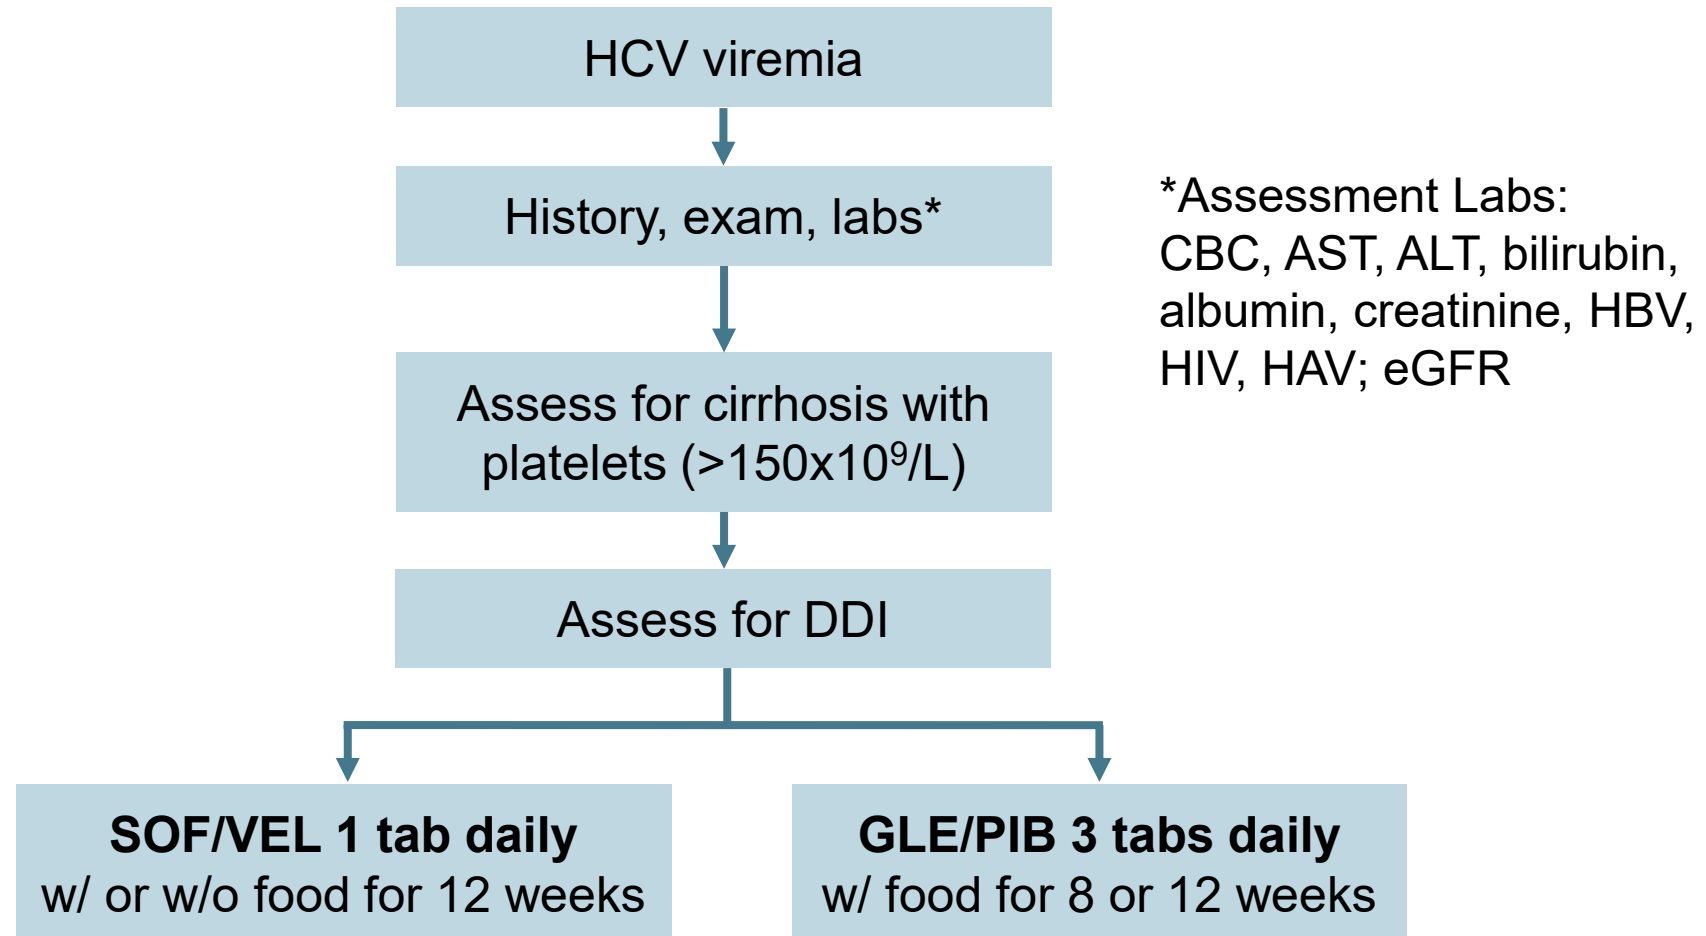 HCV viremia
History, exam, labs*
*Assessment Labs:
CBC, AST, ALT, bilirubin,
albumin, creatinine, HBV,
HIV, HAV; eGFR
Assess for cirrhosis with
platelets (>150x10⁹/L)
Assess for DDI
SOF/VEL 1 tab daily
w/ or w/o food for 12 weeks
GLE/PIB 3 tabs daily
w/ food for 8 or 12 weeks